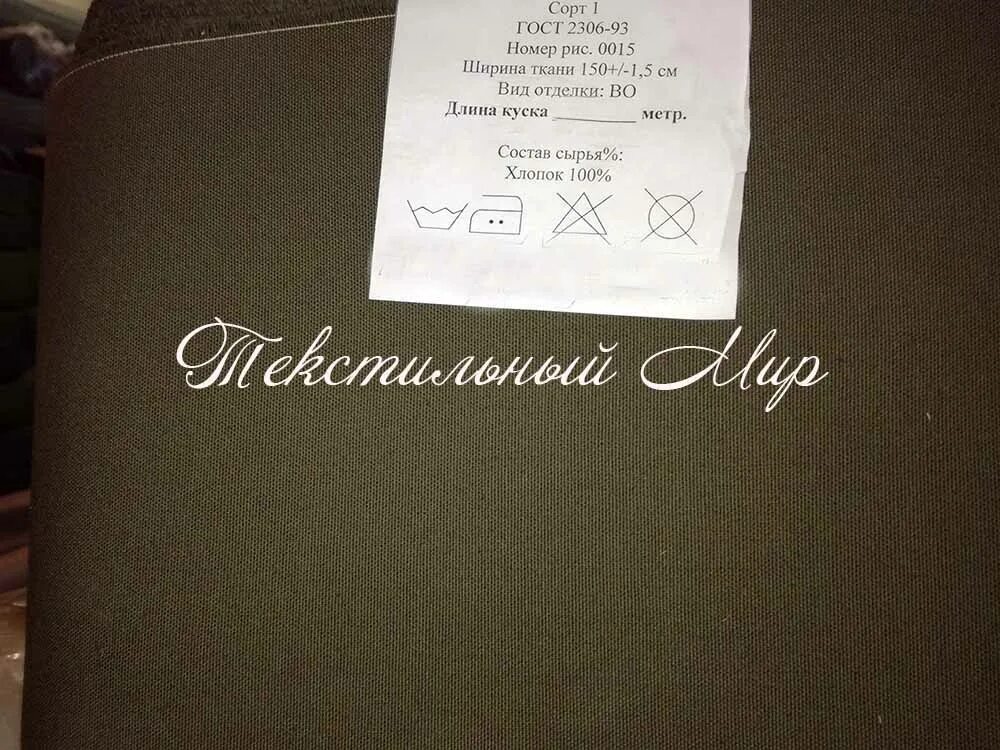 Сорт 1
ГОСТ 2306-93
Номер рис. 0015
Ширина ткани 150+/-1,5 см
Вид отделки: ВО
Длина куска _________ метр.
Состав сырья%:
Хлопок 100%
Текстильный Мир